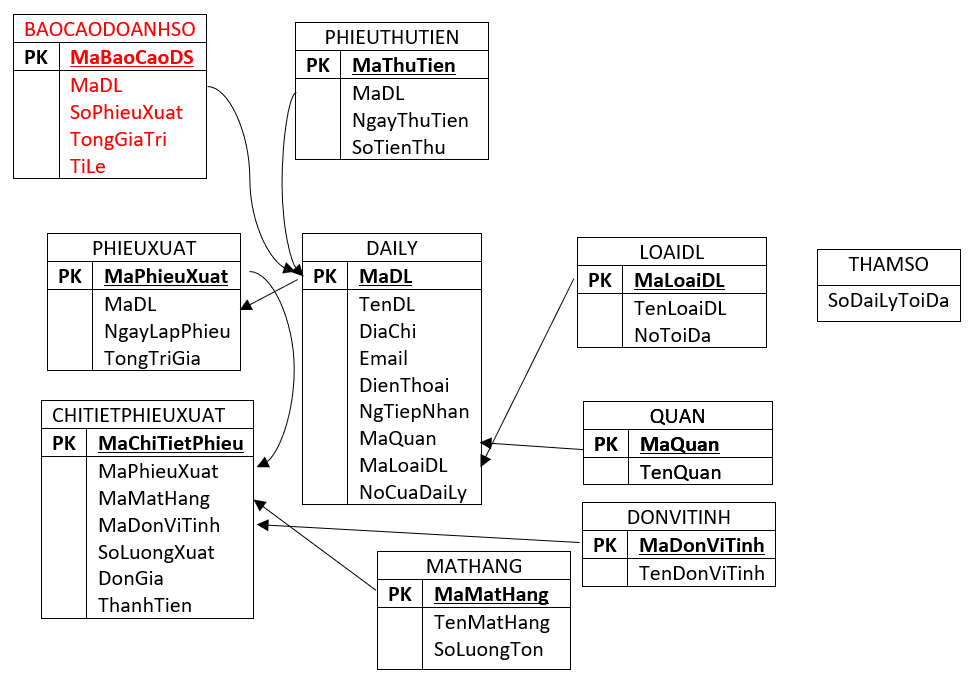 BAOCAODOANHSO
PK MaBaoCaoDS
MaDL
SoPhieuXuat
TongGiaTri
TiLe
PHIEUTHUTIEN
PK MaThuTien
MaDL
NgayThuTien
SoTienThu
PHIEUXUAT
PK MaPhieuXuat
MaDL
NgayLapPhieu
TongTriGia
DAILY
PK MaDL
TenDL
DiaChi
Email
DienThoai
NgTiepNhan
MaQuan
MaLoaiDL
NoCuaDaiLy
LOAIDL
PK MaLoaiDL
TenLoaiDL
NoToiDa
THAMSO
SoDaiLyToiDa
CHITIETPHIEUXUAT
PK MaChiTietPhieu
MaPhieuXuat
MaMatHang
MaDonViTinh
SoLuongXuat
DonGia
ThanhTien
QUAN
PK MaQuan
TenQuan
DONVITINH
PK MaDonViTinh
TenDonViTinh
MATHANG
PK MaMatHang
TenMatHang
SoLuongTon